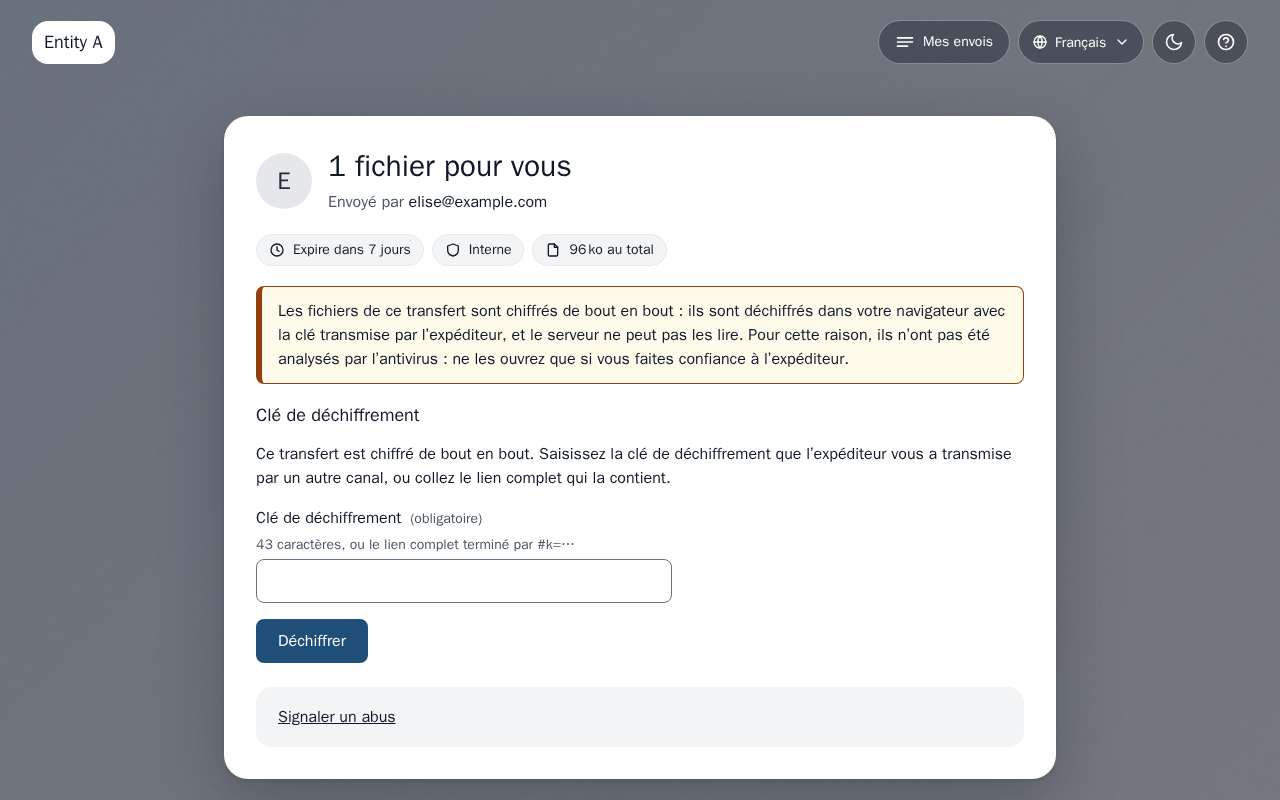 Entity A
Mes envois
Français
E
1 fichier pour vous
Envoyé par elise@example.com
Expire dans 7 jours
Interne
96 ko au total
Les fichiers de ce transfert sont chiffrés de bout en bout : ils sont déchiffrés dans votre navigateur avec
la clé transmise par l'expéditeur, et le serveur ne peut pas les lire. Pour cette raison, ils n'ont pas été
analysés par l'antivirus : ne les ouvrez que si vous faites confiance à l'expéditeur.
Clé de déchiffrement
Ce transfert est chiffré de bout en bout. Saisissez la clé de déchiffrement que l'expéditeur vous a transmise
par un autre canal, ou collez le lien complet qui la contient.
Clé de déchiffrement (obligatoire)
43 caractères, ou le lien complet terminé par #k=…
Déchiffrer
Signaler un abus